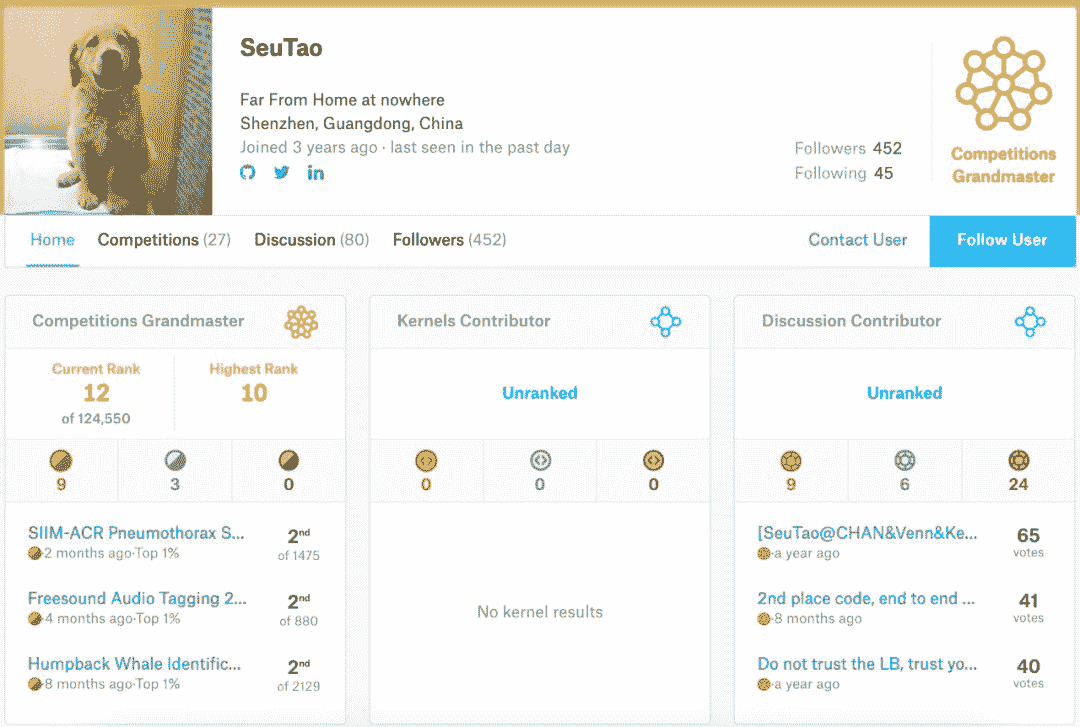 SeuTao
Far From Home at nowhere
Shenzhen, Guangdong, China
Joined 3 years ago · last seen in the past day
in
Followers 452
Following 45
Competitions
Grandmaster
Home
Competitions (27)
Discussion (80)
Followers (452)
Contact User
Follow User
Competitions Grandmaster
Current Rank
12
of 124,550
Highest Rank
10
9
3
0
SIIM-ACR Pneumothorax S...
2 months ago·Top 1%
2nd
of 1475
Freesound Audio Tagging 2...
4 months ago·Top 1%
2nd
of 880
Humpback Whale Identific...
8 months ago·Top 1%
2nd
of 2129
Kernels Contributor
Unranked
0
0
0
No kernel results
Discussion Contributor
Unranked
9
6
24
[SeuTao@CHAN&Venn&Ke...
a year ago
65
votes
2nd place code, end to end ...
8 months ago
41
votes
Do not trust the LB, trust yo...
a year ago
40
votes